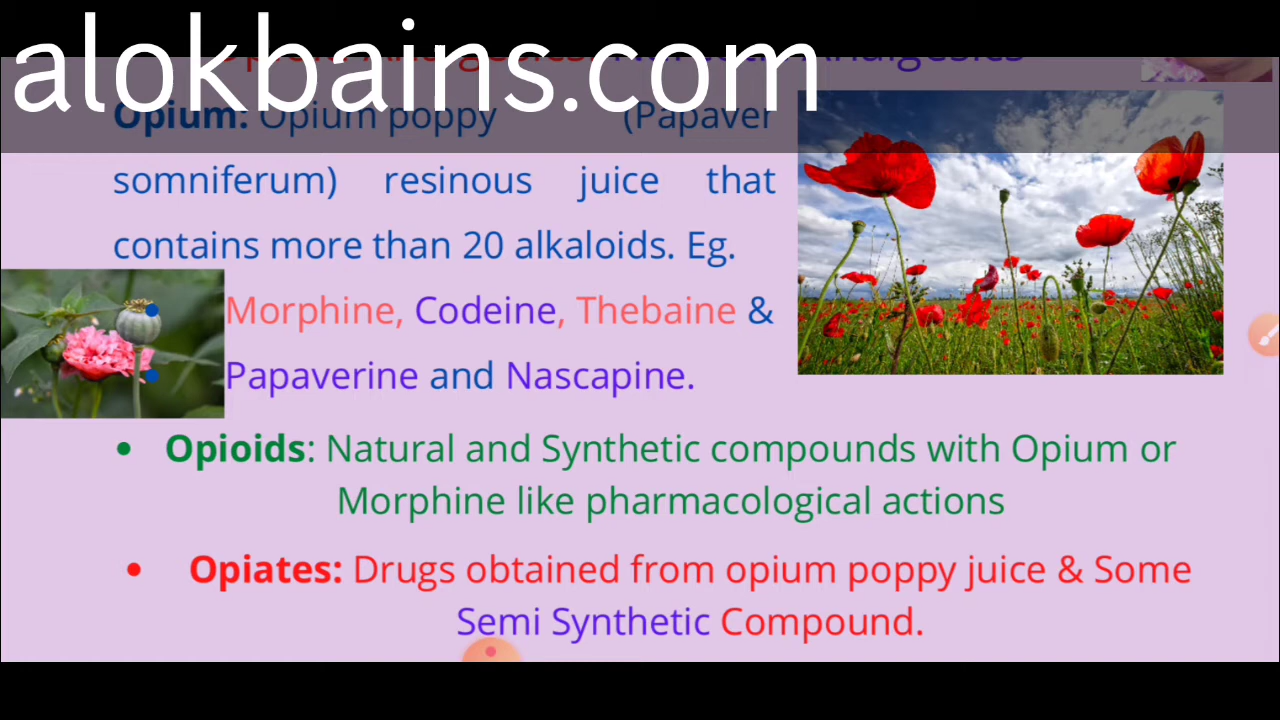 alokbains.com
Opium: Opium poppy (Papaver
somniferum) resinous juice that
contains more than 20 alkaloids. Eg.
Morphine, Codeine, Thebaine &
Papaverine and Nascapine.
Opioids: Natural and Synthetic compounds with Opium or
Morphine like pharmacological actions
Opiates: Drugs obtained from opium poppy juice & Some
Semi Synthetic Compound.